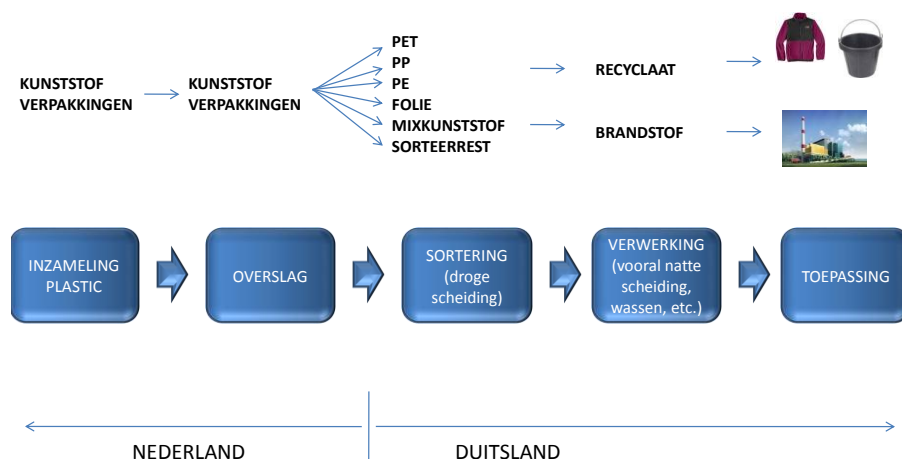 KUNSTSTOF
VERPAKKINGEN
KUNSTSTOF
VERPAKKINGEN
PET
PP
PE
FOLIE
MIXKUNSTSTOF
SORTEERREST
RECYCLAAT
BRANDSTOF
INZAMELING
PLASTIC
OVERSLAG
SORTERING
(droge
scheiding)
VERWERKING
(vooral natte
scheiding,
wassen, etc.)
TOEPASSING
NEDERLAND
DUITSLAND